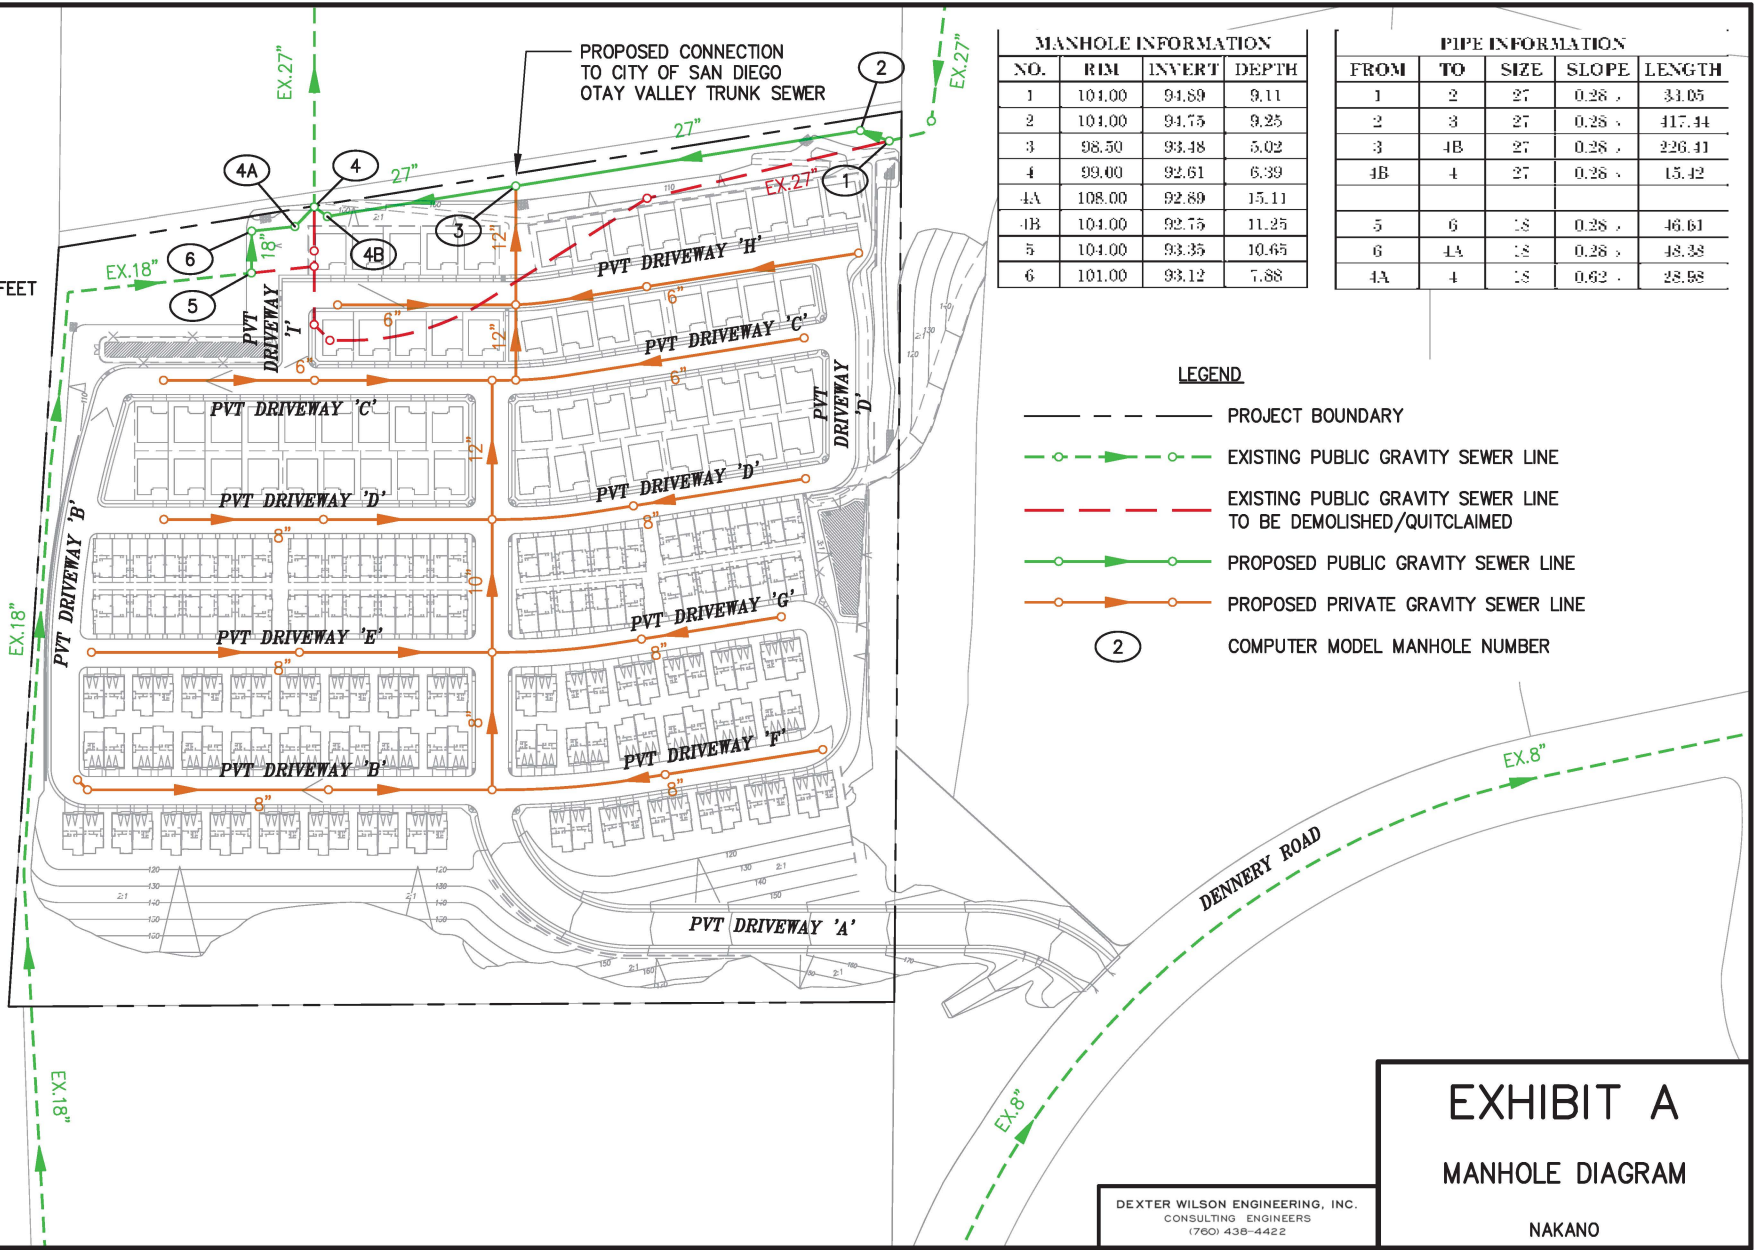 PROPOSED CONNECTION
TO CITY OF SAN DIEGO
OTAY VALLEY TRUNK SEWER
EX.27"
EX.27"
27"
27"
EX.27"
1
2
3
4
4A
4B
5
6
18"
EX.18"
FEET
12"
12"
6"
6"
6"
6"
12"
8"
8"
10"
8"
8"
8"
8"
8"
EX.18"
EX.18"
PVT DRIVEWAY 'H'
PVT
DRIVEWAY
'I'
PVT DRIVEWAY 'C'
PVT DRIVEWAY 'C'
PVT
DRIVEWAY
'D'
PVT DRIVEWAY 'D'
PVT DRIVEWAY 'D'
PVT DRIVEWAY 'B'
PVT DRIVEWAY 'G'
PVT DRIVEWAY 'E'
PVT DRIVEWAY 'F'
PVT DRIVEWAY 'B'
PVT DRIVEWAY 'A'
MANHOLE INFORMATION
NO. RIM INVERT DEPTH
1 104.00 94.89 9.11
2 104.00 94.75 9.25
3 98.50 93.48 5.02
4 99.00 92.61 6.39
4A 108.00 92.89 15.11
4B 104.00 92.75 11.25
5 104.00 93.35 10.65
6 101.00 93.12 7.88
PIPE INFORMATION
FROM TO SIZE SLOPE LENGTH
1 2 27 0.28
2 3 27 0.28 417.44
3 4B 27 0.28 226.41
4B 4 27 0.28 15.42
5 6 18 0.28 46.61
6 4A 18 0.28 48.38
4A 4 18 0.62 28.98
LEGEND
PROJECT BOUNDARY
EXISTING PUBLIC GRAVITY SEWER LINE
EXISTING PUBLIC GRAVITY SEWER LINE
TO BE DEMOLISHED/QUITCLAIMED
PROPOSED PUBLIC GRAVITY SEWER LINE
PROPOSED PRIVATE GRAVITY SEWER LINE
2 COMPUTER MODEL MANHOLE NUMBER
EX.8"
DENNERY ROAD
EX.8"
EXHIBIT A
MANHOLE DIAGRAM
NAKANO
DEXTER WILSON ENGINEERING, INC.
CONSULTING ENGINEERS
(760) 438-4422